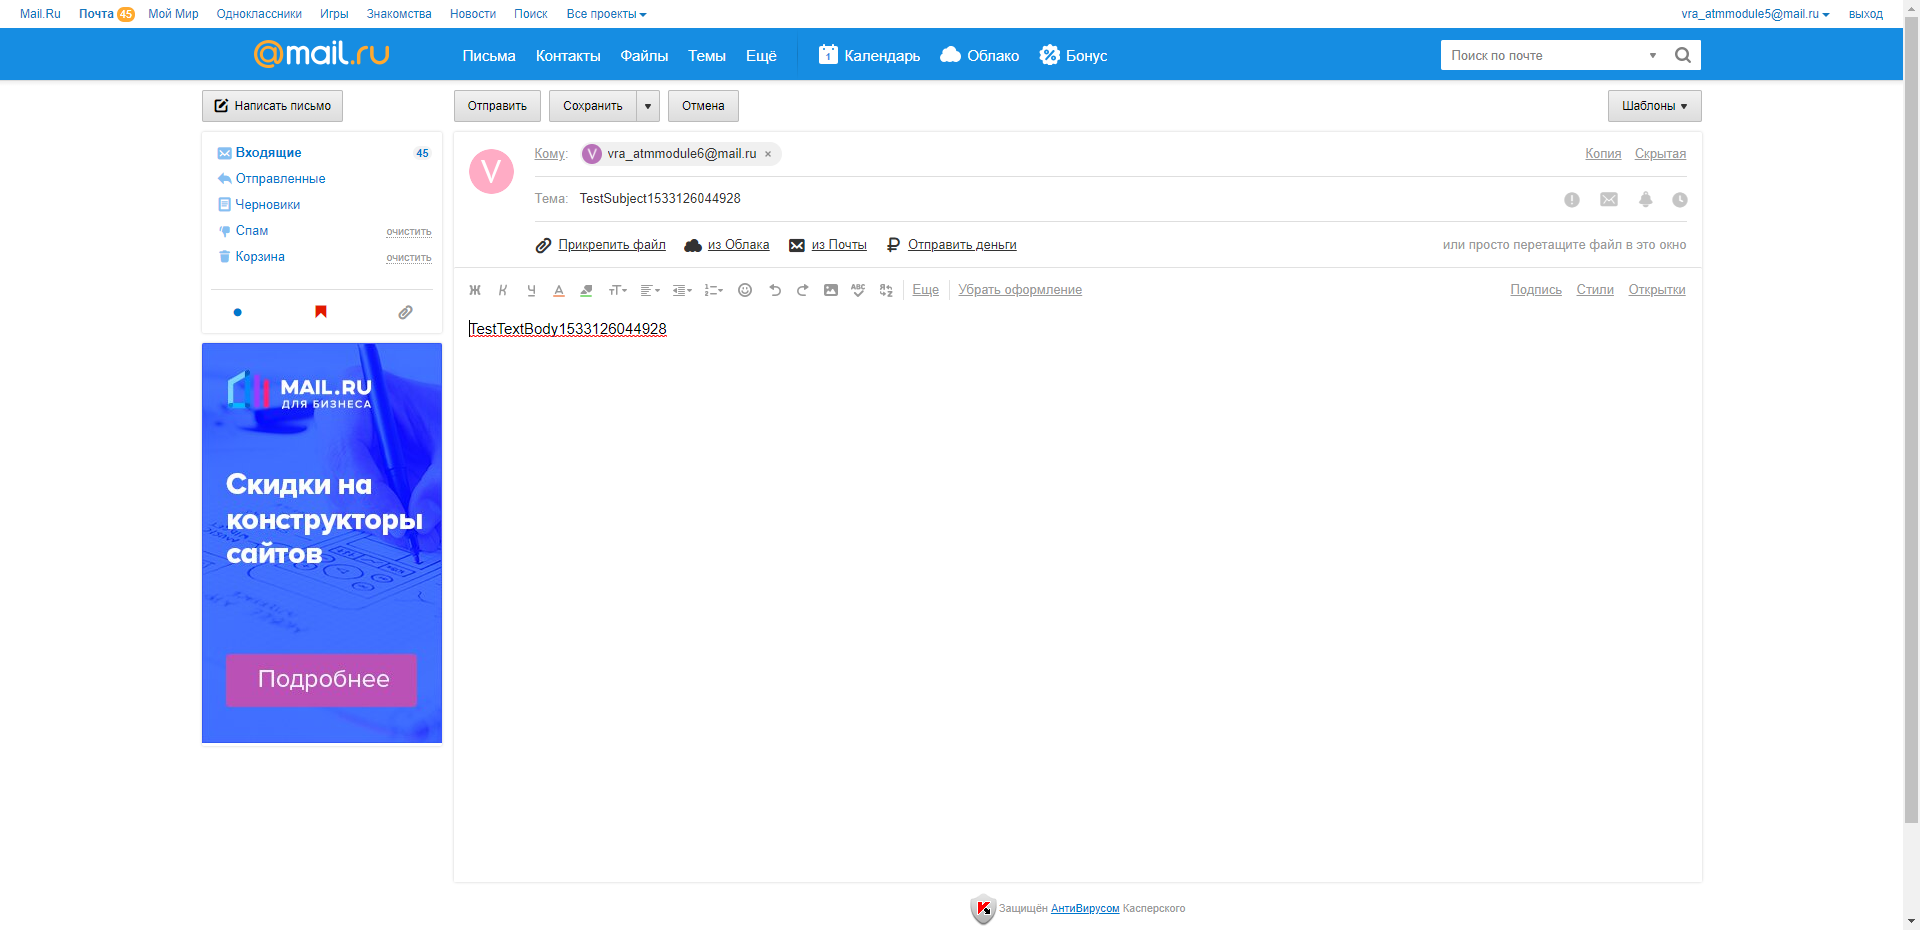 Mail.Ru Почта 45 Мой Мир Одноклассники Игры Знакомства Новости Поиск Все проекты vra_atmmodule5@mail.ru выход
@mail.ru Письма Контакты Файлы Темы Ещё 1 Календарь Облако Бонус Поиск по почте
Написать письмо Отправить Сохранить Отмена Шаблоны
Входящие 45
Отправленные
Черновики
Спам очистить
Корзина очистить
V Кому: V vra_atmmodule6@mail.ru × Копия Скрытая
Тема: TestSubject1533126044928
Прикрепить файл из Облака из Почты Отправить деньги или просто перетащите файл в это окно
Ж К Ч А тТ ABC Еще Убрать оформление Подпись Стили Открытки
TestTextBody1533126044928
MAIL.RU
ДЛЯ БИЗНЕСА
Скидки на
конструкторы
сайтов
Подробнее
Защищён АнтиВирусом Касперского